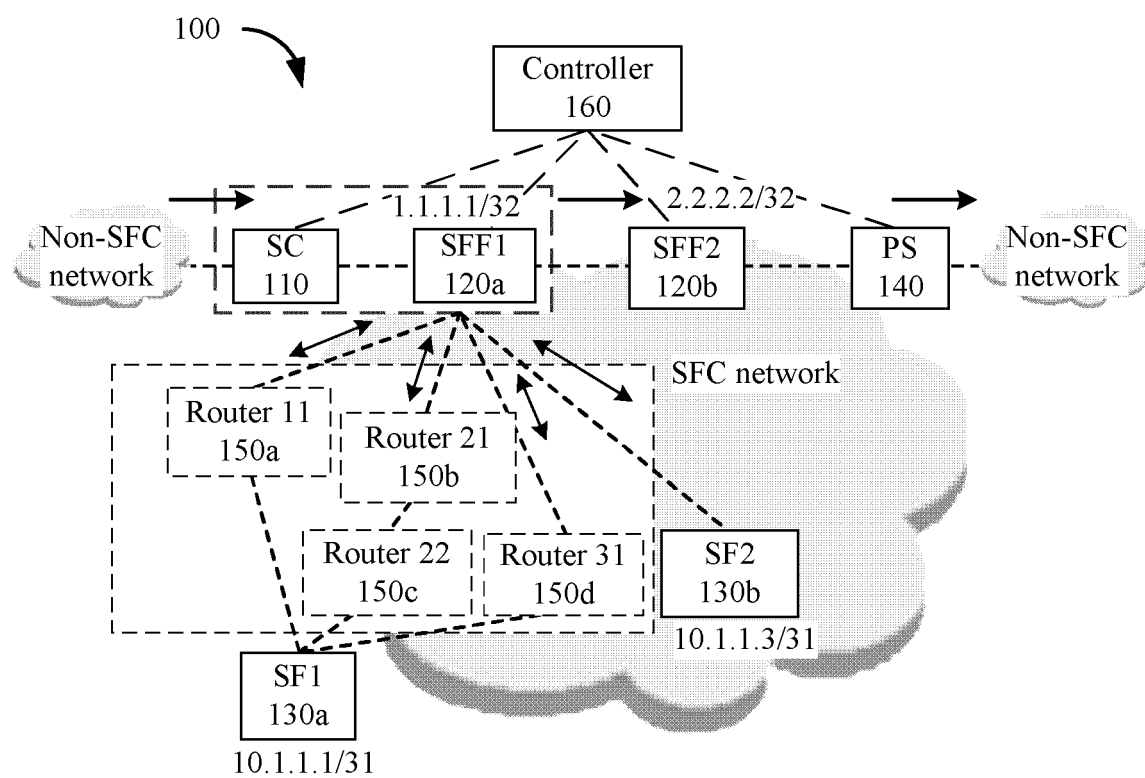 100
Controller
160
1.1.1.1/32
2.2.2.2/32
Non-SFC
network
SC
110
SFF1
120a
SFF2
120b
PS
140
Non-SFC
network
SFC network
Router 11
150a
Router 21
150b
Router 22
150c
Router 31
150d
SF2
130b
10.1.1.3/31
SF1
130a
10.1.1.1/31